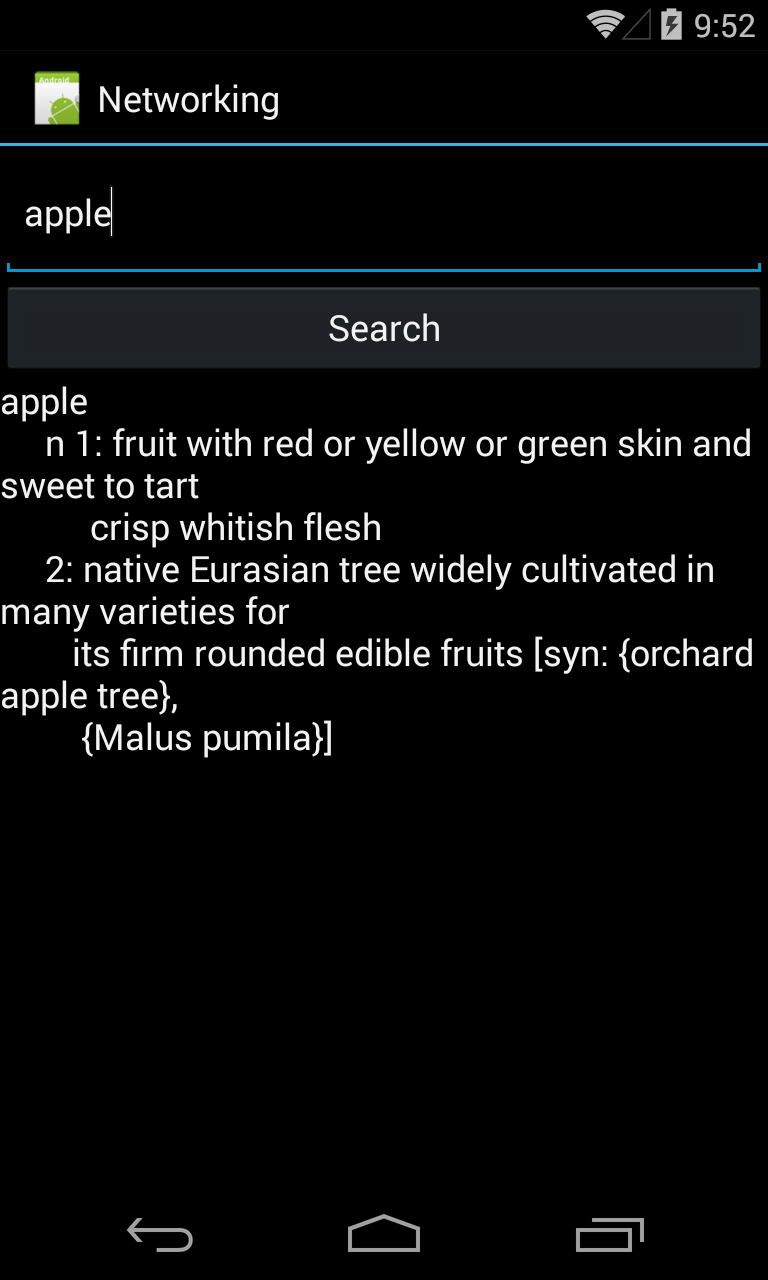 9:52
Android
Networking
apple
Search
apple
n 1: fruit with red or yellow or green skin and
sweet to tart
crisp whitish flesh
2: native Eurasian tree widely cultivated in
many varieties for
its firm rounded edible fruits [syn: {orchard
apple tree},
{Malus pumila}]